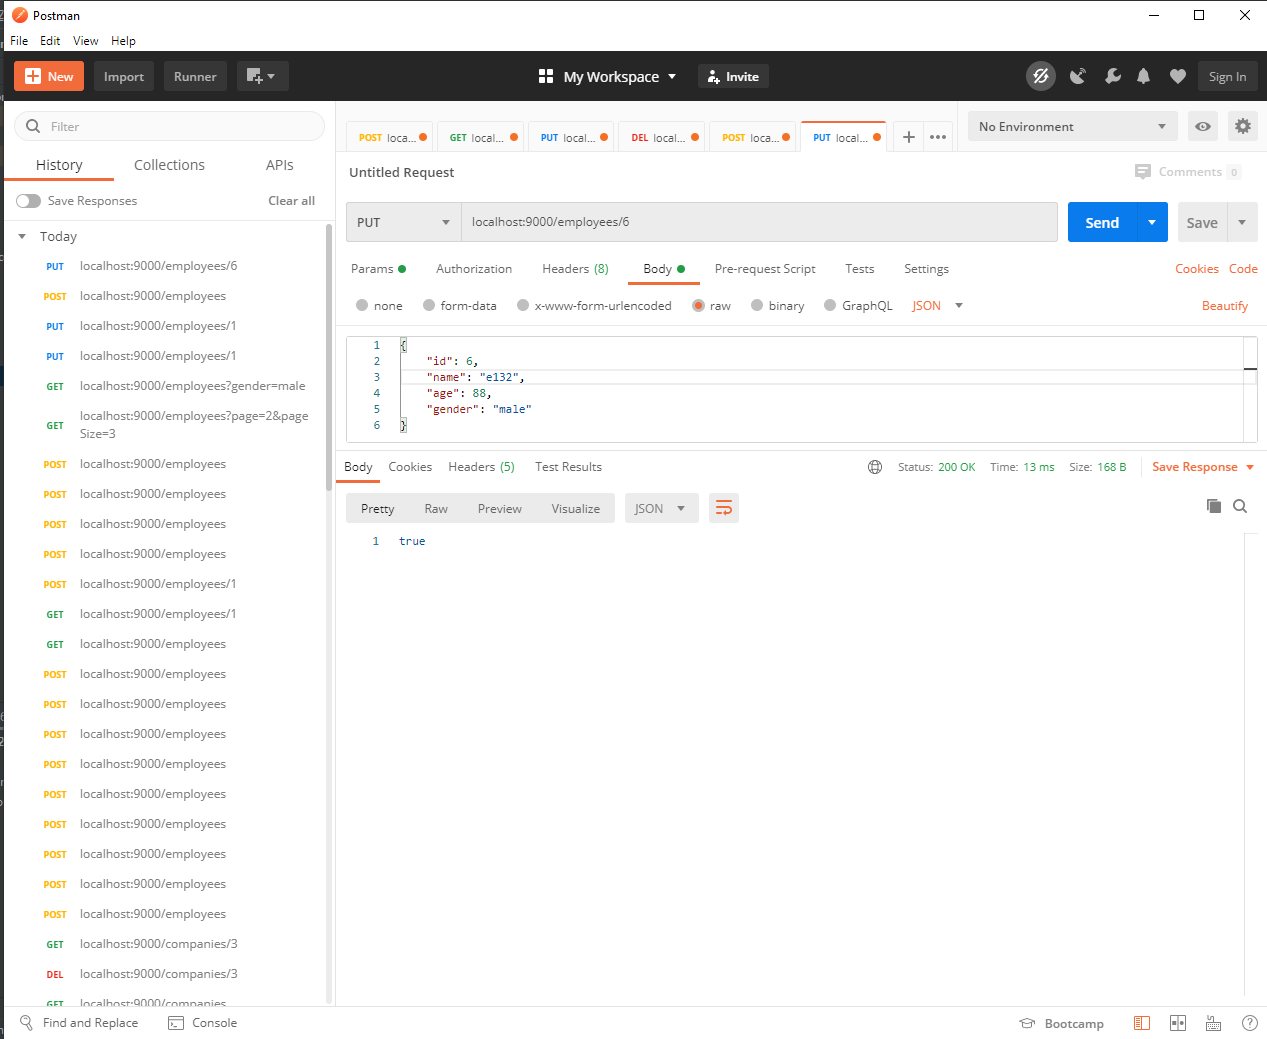 Postman
File Edit View Help
New Import Runner My Workspace Invite Sign In
Filter
History Collections APIs
Save Responses Clear all
Today
PUT localhost:9000/employees/6
POST localhost:9000/employees
PUT localhost:9000/employees/1
PUT localhost:9000/employees/1
GET localhost:9000/employees?gender=male
GET localhost:9000/employees?page=2&page
Size=3
POST localhost:9000/employees
POST localhost:9000/employees
POST localhost:9000/employees
POST localhost:9000/employees
POST localhost:9000/employees/1
GET localhost:9000/employees/1
GET localhost:9000/employees
POST localhost:9000/employees
POST localhost:9000/employees
POST localhost:9000/employees
POST localhost:9000/employees
POST localhost:9000/employees
POST localhost:9000/employees
POST localhost:9000/employees
POST localhost:9000/employees
POST localhost:9000/employees
GET localhost:9000/companies/3
DEL localhost:9000/companies/3
GET localhost:9000/companies
POST loca... GET local... PUT local... DEL local... POST loca... PUT local... No Environment
Untitled Request Comments 0
PUT localhost:9000/employees/6 Send Save
Params Authorization Headers (8) Body Pre-request Script Tests Settings Cookies Code
none form-data x-www-form-urlencoded raw binary GraphQL JSON Beautify
1 {
2 "id": 6,
3 "name": "e132",
4 "age": 88,
5 "gender": "male"
6 }
Body Cookies Headers (5) Test Results Status: 200 OK Time: 13 ms Size: 168 B Save Response
Pretty Raw Preview Visualize JSON
1 true
Find and Replace Console Bootcamp